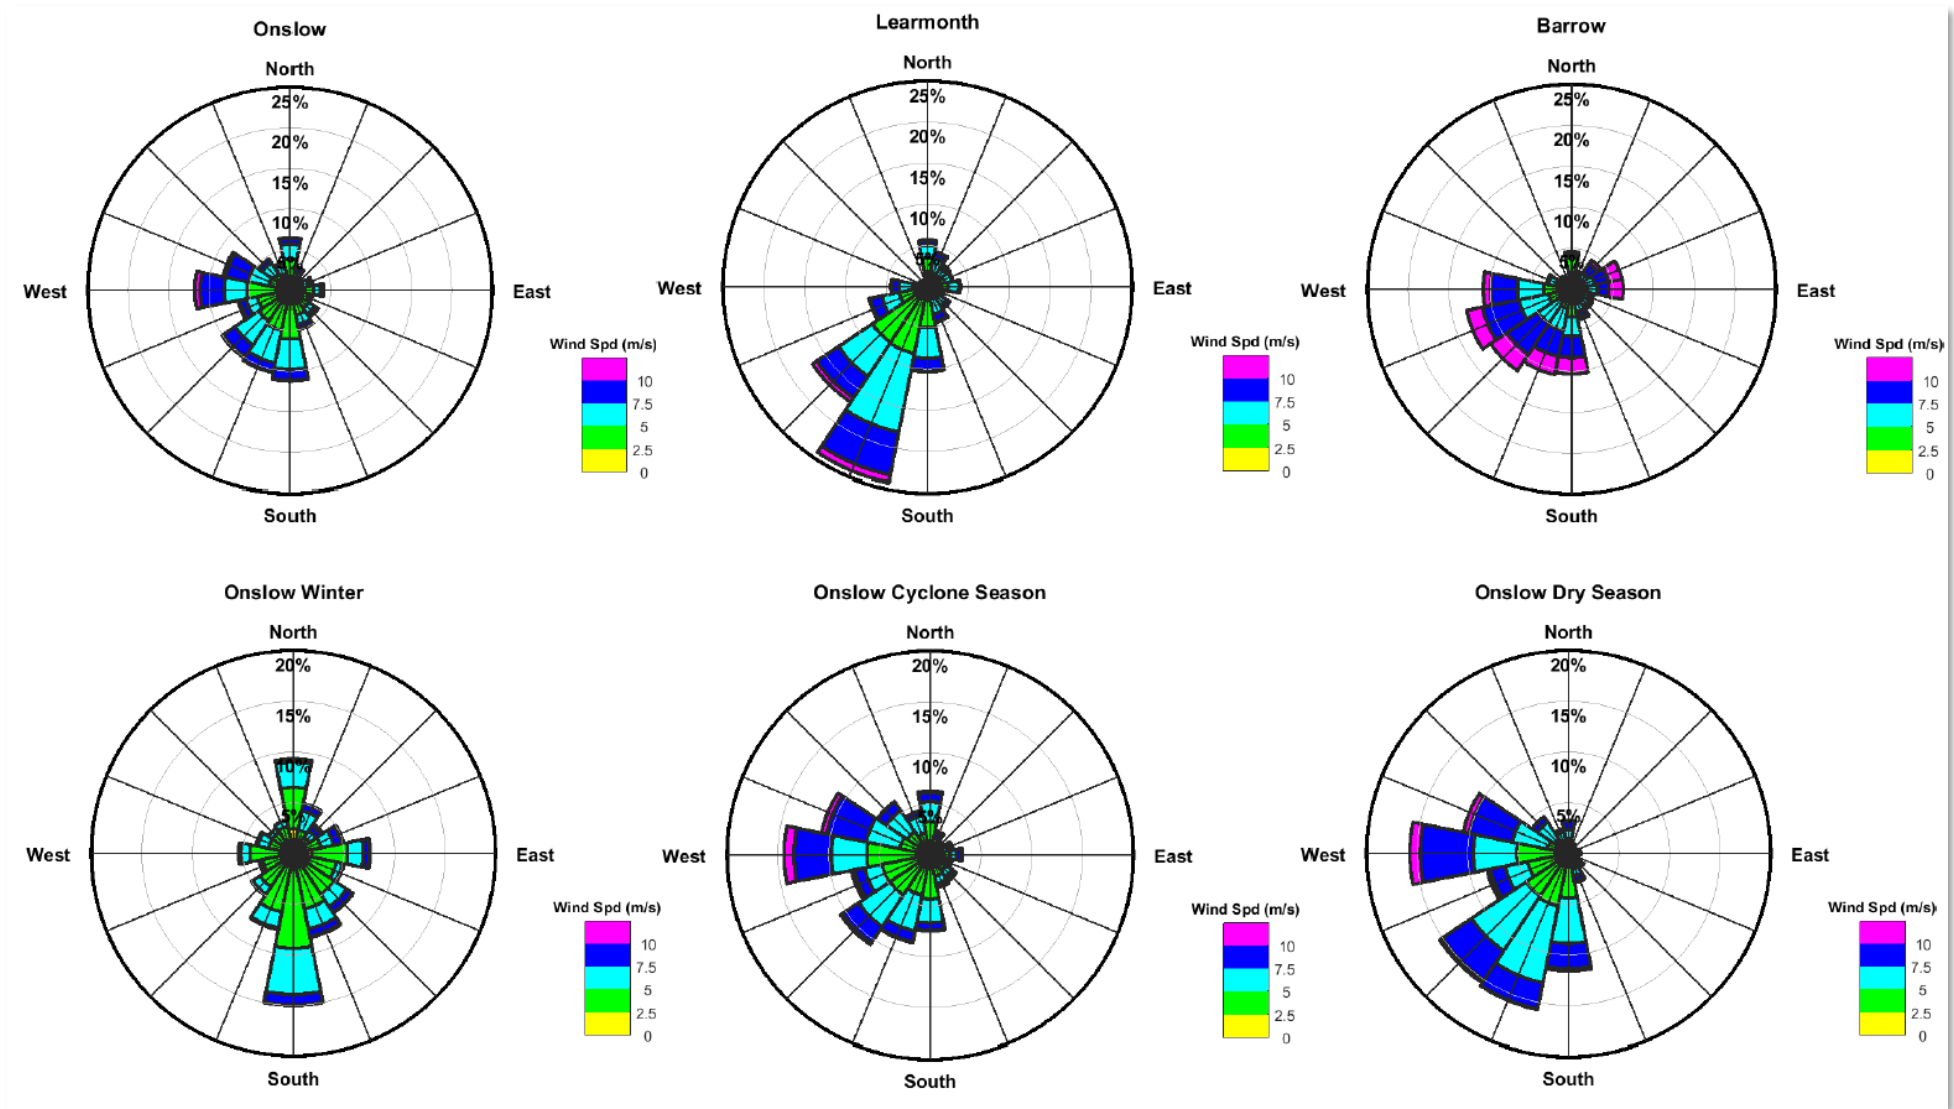 Onslow
North
25%
20%
15%
10%
5%
West
East
South
Wind Spd (m/s)
10
7.5
5
2.5
0
Learmonth
North
25%
20%
15%
10%
5%
West
East
South
Wind Spd (m/s)
10
7.5
5
2.5
0
Barrow
North
25%
20%
15%
10%
5%
West
East
South
Wind Spd (m/s)
10
7.5
5
2.5
0
Onslow Winter
North
20%
15%
10%
5%
West
East
South
Wind Spd (m/s)
10
7.5
5
2.5
0
Onslow Cyclone Season
North
20%
15%
10%
5%
West
East
South
Wind Spd (m/s)
10
7.5
5
2.5
0
Onslow Dry Season
North
20%
15%
10%
5%
West
East
South
Wind Spd (m/s)
10
7.5
5
2.5
0